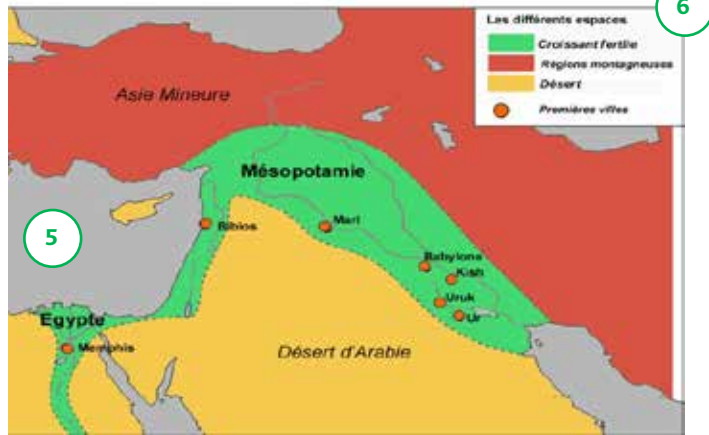 6
Les différents espaces
Croissant fertile
Régions montagneuses
Désert
Premières villes
Asie Mineure
Mésopotamie
5
Biblos
Mari
Babylone
Kish
Uruk
Ur
Egypte
Memphis
Désert d'Arabie